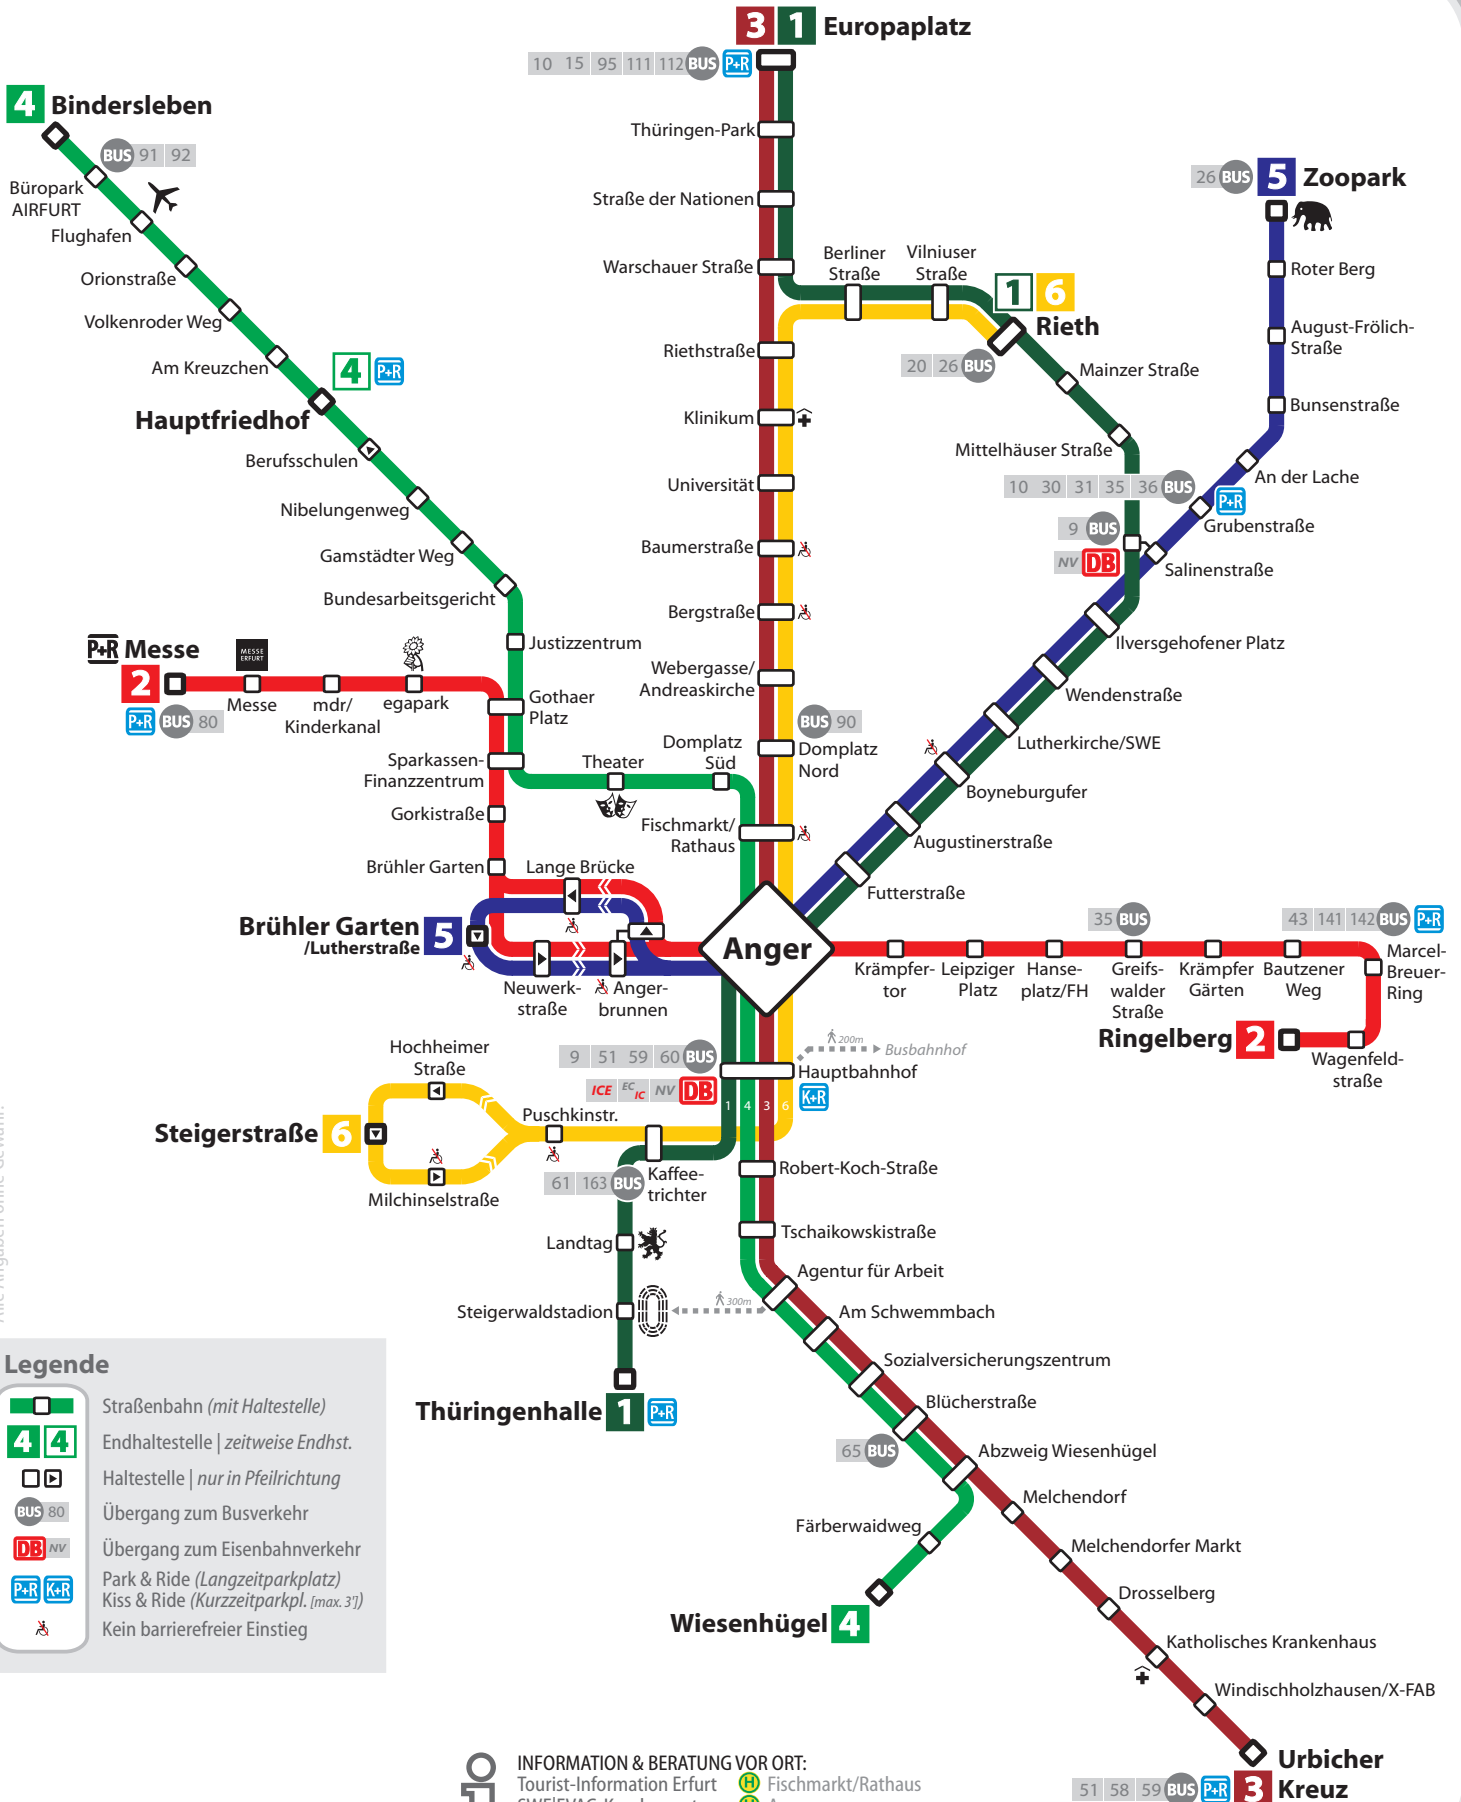 3 1 Europaplatz
10 15 95 111 112 BUS P+R
4 Bindersleben
BUS 91 92
Büropark
AIRFURT
Flughafen
Orionstraße
Volkenroder Weg
Am Kreuzchen
4 P+R
Hauptfriedhof
Berufsschulen
Nibelungenweg
Gamstädter Weg
Bundesarbeitsgericht
Justizzentrum
Gothaer
Platz
Sparkassen-
Finanzzentrum
Theater
Domplatz
Süd
Thüringen-Park
Straße der Nationen
Warschauer Straße
Berliner
Straße
Vilniuser
Straße
1 6
Rieth
20 26 BUS
Riethstraße
Klinikum
Universität
Baumerstraße
Bergstraße
Webergasse/
Andreaskirche
BUS 90
Domplatz
Nord
Fischmarkt/
Rathaus
Mainzer Straße
Mittelhäuser Straße
10 30 31 35 36 BUS
9 BUS
NV DB
26 BUS 5 Zoopark
Roter Berg
August-Frölich-
Straße
Bunsenstraße
An der Lache
P+R
Grubenstraße
Salinenstraße
Ilversgehofener Platz
Wendenstraße
Lutherkirche/SWE
Boyneburgufer
Augustinerstraße
Futterstraße
P+R Messe
2
P+R BUS 80
MESSE
ERFURT
Messe
mdr/
Kinderkanal
egapark
Gorkistraße
Brühler Garten
Lange Brücke
Brühler Garten
/Lutherstraße
5
Neuwerk-
straße
Anger-
brunnen
Anger
Krämpfer-
tor
Leipziger
Platz
Hanse-
platz/FH
35 BUS
Greifs-
walder
Straße
Krämpfer
Gärten
Bautzener
Weg
43 141 142 BUS P+R
Marcel-
Breuer-
Ring
Wagenfeld-
straße
Ringelberg 2
9 51 59 60 BUS
ICE EC IC NV DB
200m
Busbahnhof
Hauptbahnhof
K+R
1 4 3 6
Hochheimer
Straße
Steigerstraße 6
Milchinselstraße
Puschkinstr.
Kaffee-
trichter
61 163 BUS
Landtag
Steigerwaldstadion
300m
Thüringenhalle 1 P+R
Robert-Koch-Straße
Tschaikowskistraße
Agentur für Arbeit
Am Schwemmbach
Sozialversicherungszentrum
Blücherstraße
65 BUS
Abzweig Wiesenhügel
Färberwaidweg
Wiesenhügel 4
Melchendorf
Melchendorfer Markt
Drosselberg
Katholisches Krankenhaus
Windischholzhausen/X-FAB
Urbicher
Kreuz
51 58 59 BUS P+R 3
Legende
Straßenbahn (mit Haltestelle)
4 4 Endhaltestelle | zeitweise Endhst.
Haltestelle | nur in Pfeilrichtung
BUS 80 Übergang zum Busverkehr
DB NV Übergang zum Eisenbahnverkehr
P+R K+R Park & Ride (Langzeitparkplatz)
Kiss & Ride (Kurzzeitparkpl. [max. 3'])
Kein barrierefreier Einstieg
INFORMATION & BERATUNG VOR ORT:
Tourist-Information Erfurt H Fischmarkt/Rathaus